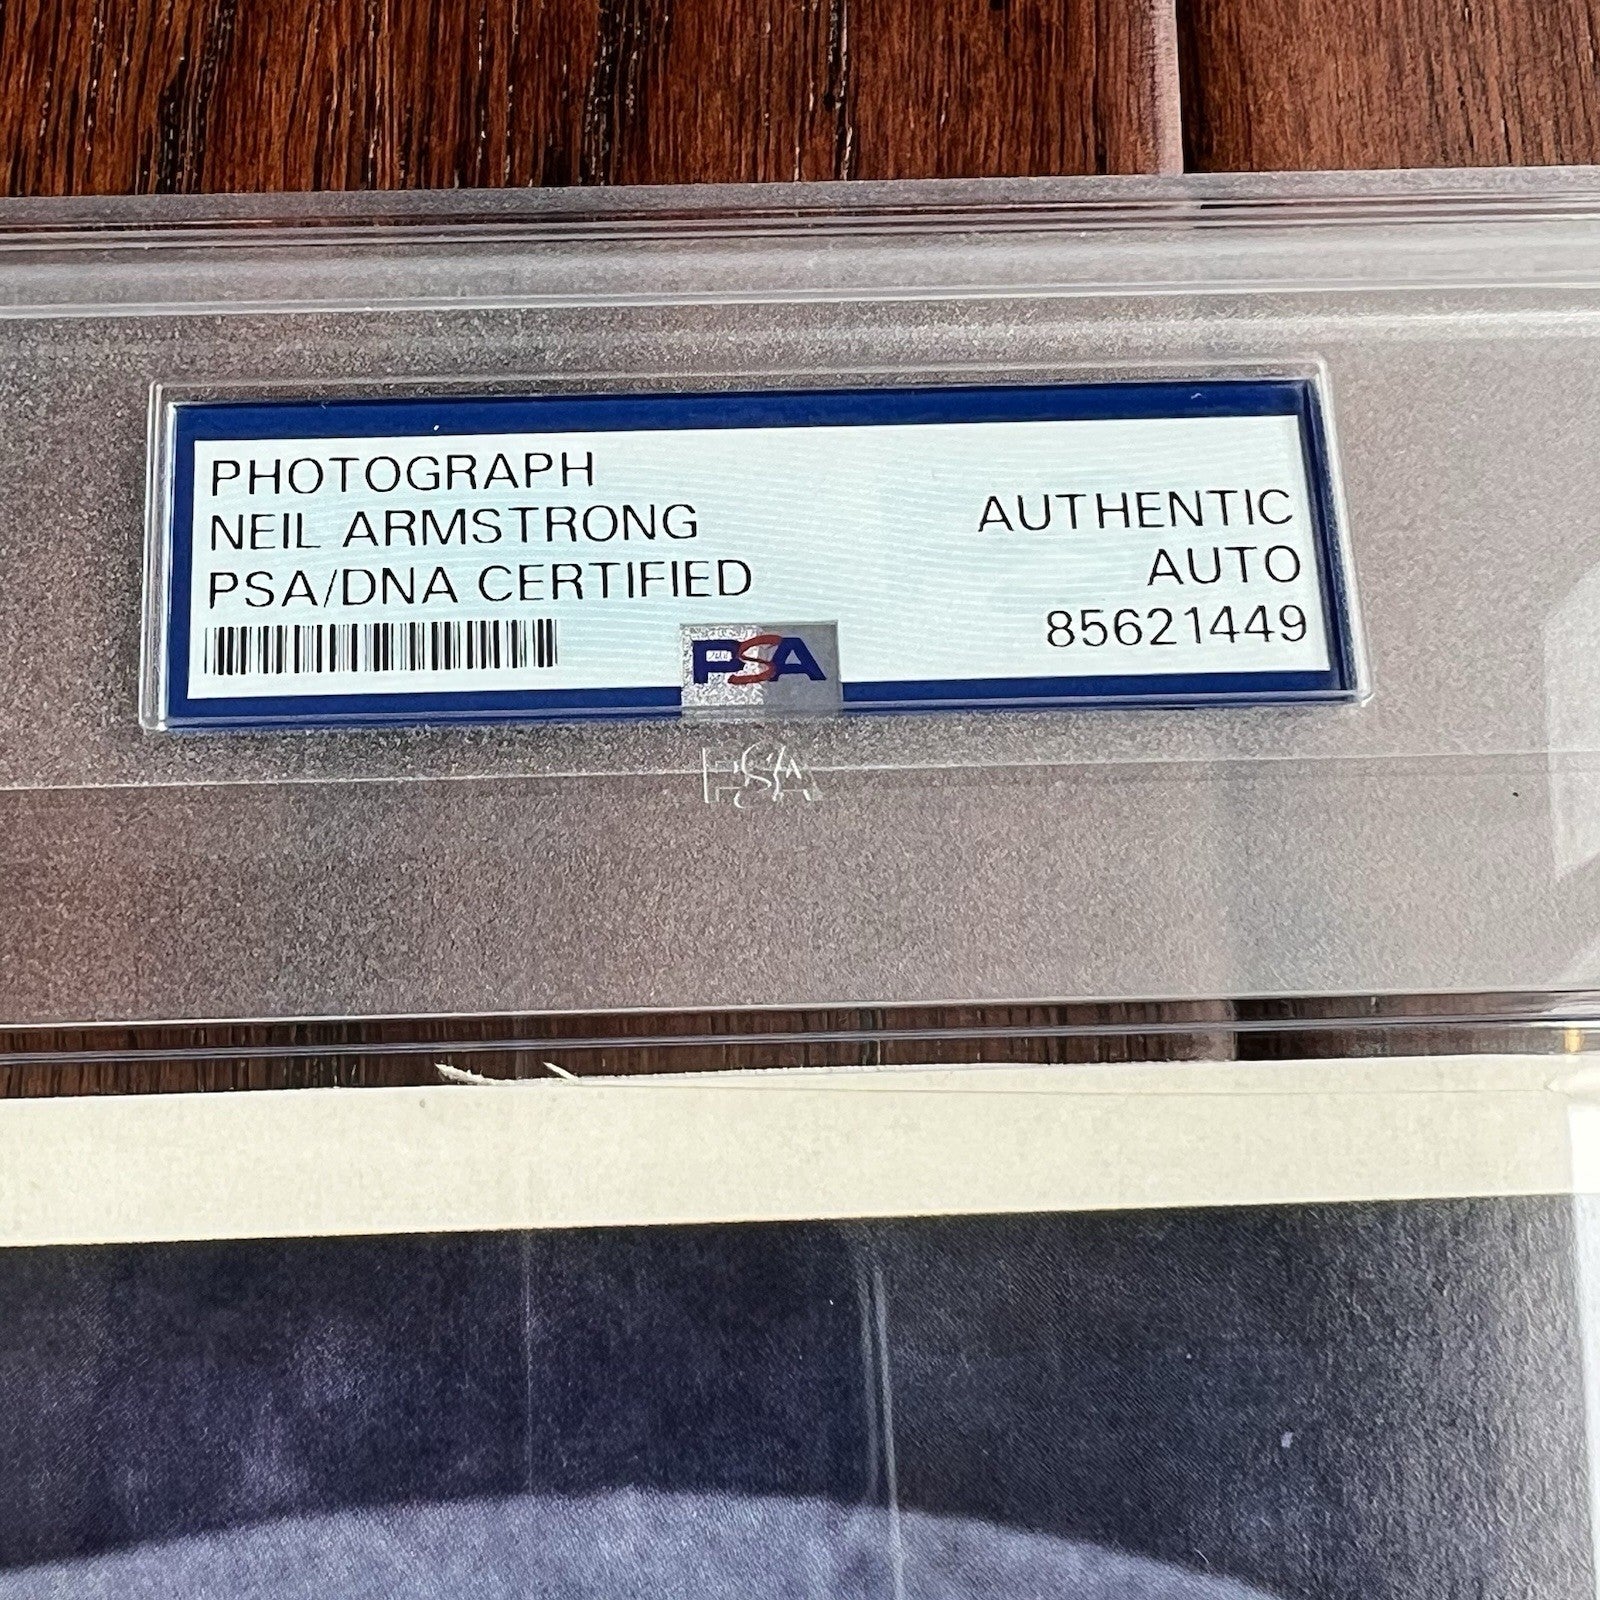 PHOTOGRAPH
NEIL ARMSTRONG
PSA/DNA CERTIFIED
AUTHENTIC
AUTO
85621449
PSA
PSA